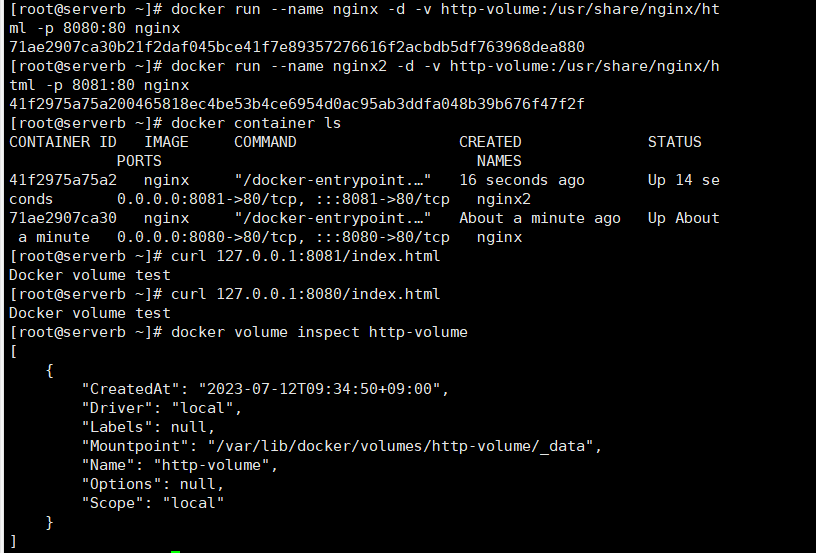 [root@serverb ~]# docker run --name nginx -d -v http-volume:/usr/share/nginx/ht
ml -p 8080:80 nginx
71ae2907ca30b21f2daf045bce41f7e89357276616f2acbdb5df763968dea880
[root@serverb ~]# docker run --name nginx2 -d -v http-volume:/usr/share/nginx/h
tml -p 8081:80 nginx
41f2975a75a200465818ec4be53b4ce6954d0ac95ab3ddfa048b39b676f47f2f
[root@serverb ~]# docker container ls
CONTAINER ID   IMAGE     COMMAND                  CREATED              STATUS
            PORTS                                   NAMES
41f2975a75a2   nginx     "/docker-entrypoint.…"   16 seconds ago       Up 14 se
conds       0.0.0.0:8081->80/tcp, :::8081->80/tcp   nginx2
71ae2907ca30   nginx     "/docker-entrypoint.…"   About a minute ago   Up About
 a minute   0.0.0.0:8080->80/tcp, :::8080->80/tcp   nginx
[root@serverb ~]# curl 127.0.0.1:8081/index.html
Docker volume test
[root@serverb ~]# curl 127.0.0.1:8080/index.html
Docker volume test
[root@serverb ~]# docker volume inspect http-volume
[
    {
        "CreatedAt": "2023-07-12T09:34:50+09:00",
        "Driver": "local",
        "Labels": null,
        "Mountpoint": "/var/lib/docker/volumes/http-volume/_data",
        "Name": "http-volume",
        "Options": null,
        "Scope": "local"
    }
]